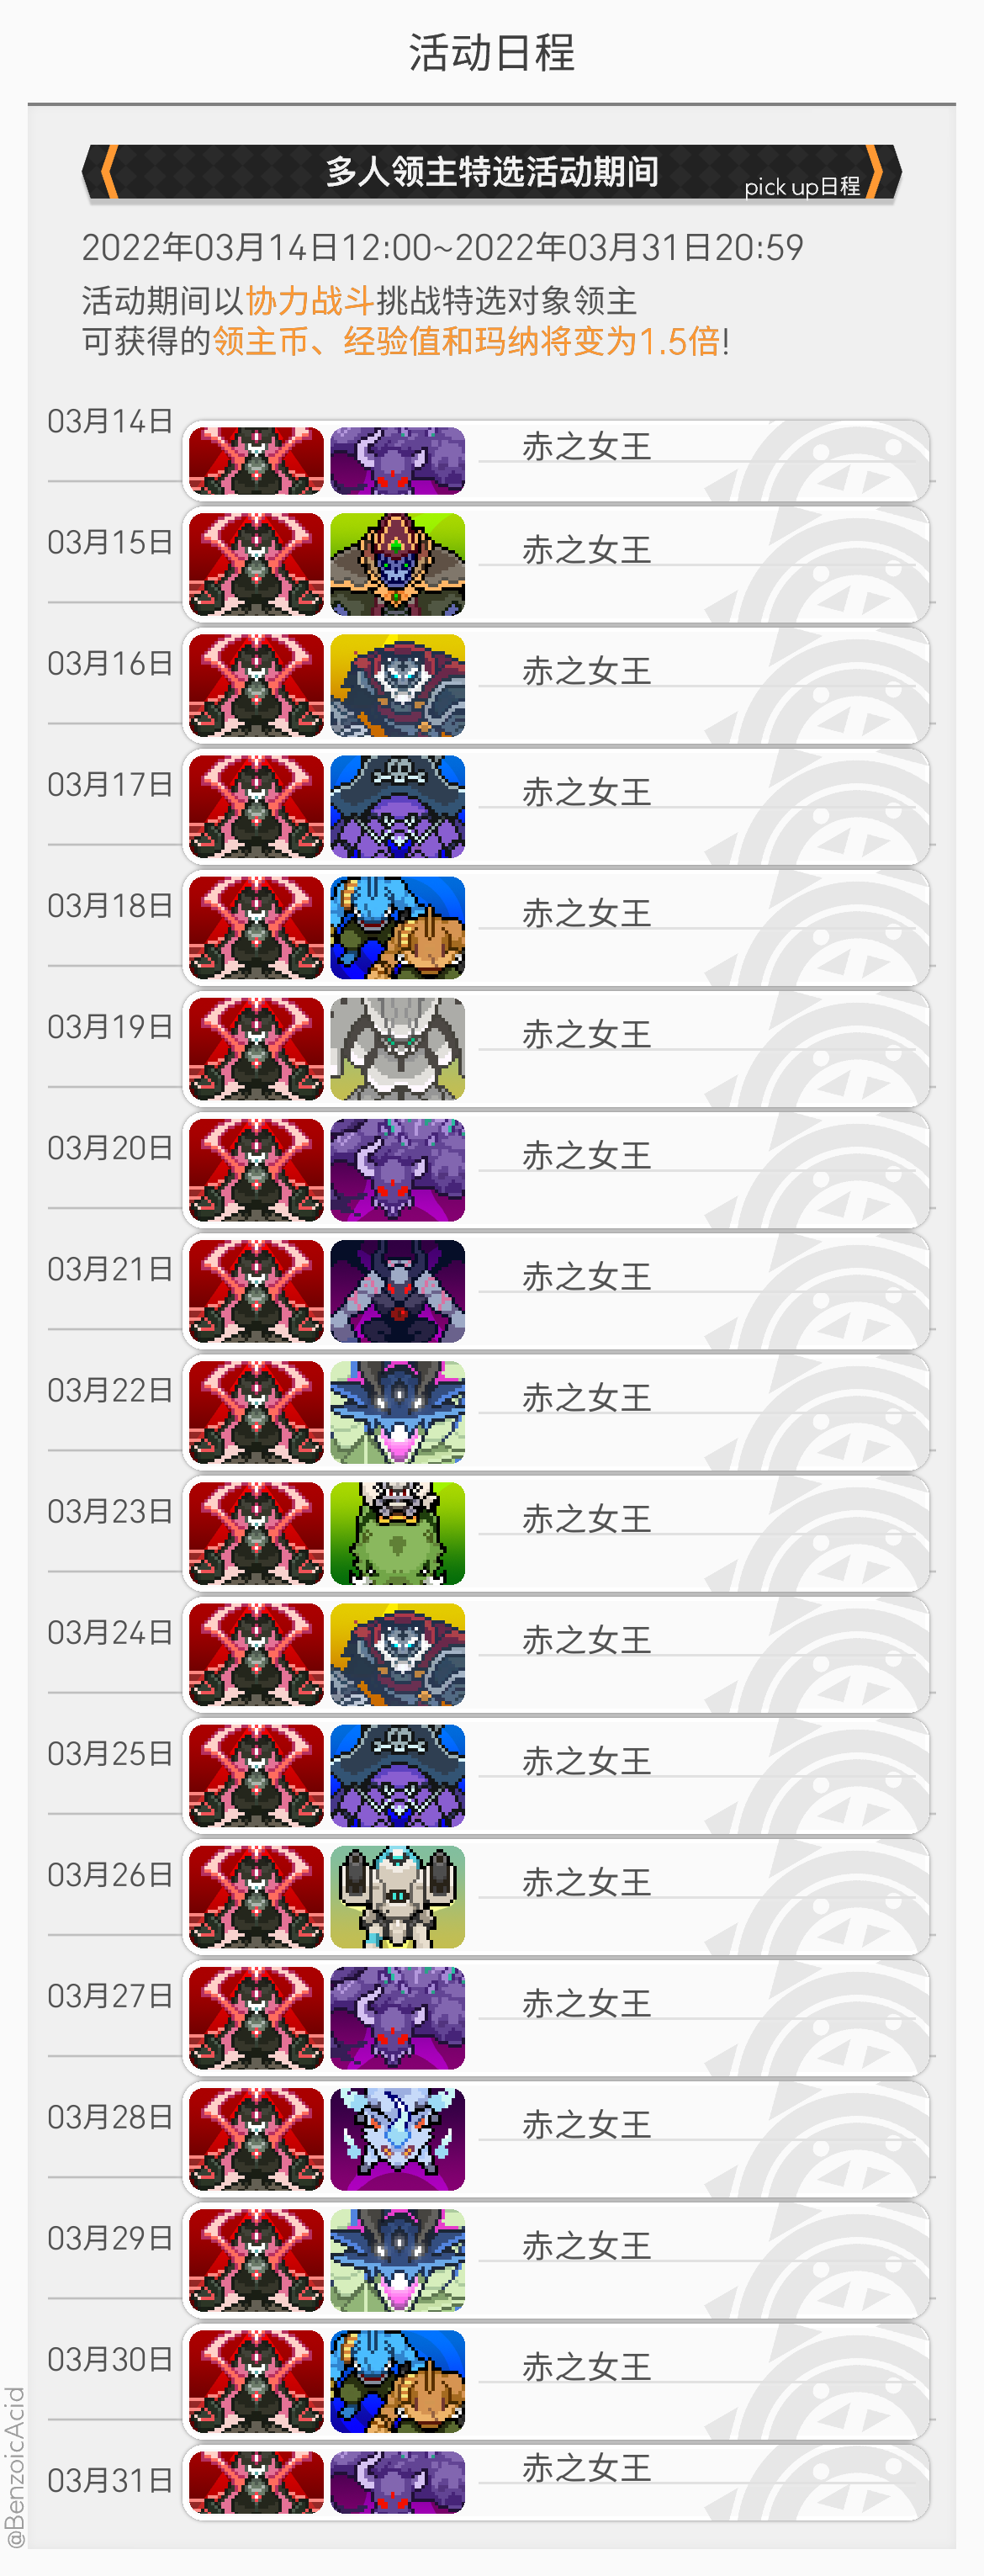 活动日程
多人领主特选活动期间
pick up日程
2022年03月14日12:00~2022年03月31日20:59
活动期间以协力战斗挑战特选对象领主
可获得的领主币、经验值和玛纳将变为1.5倍!
03月14日
赤之女王
03月15日
赤之女王
03月16日
赤之女王
03月17日
赤之女王
03月18日
赤之女王
03月19日
赤之女王
03月20日
赤之女王
03月21日
赤之女王
03月22日
赤之女王
03月23日
赤之女王
03月24日
赤之女王
03月25日
赤之女王
03月26日
赤之女王
03月27日
赤之女王
03月28日
赤之女王
03月29日
赤之女王
03月30日
赤之女王
03月31日
赤之女王
@BenzoicAcid